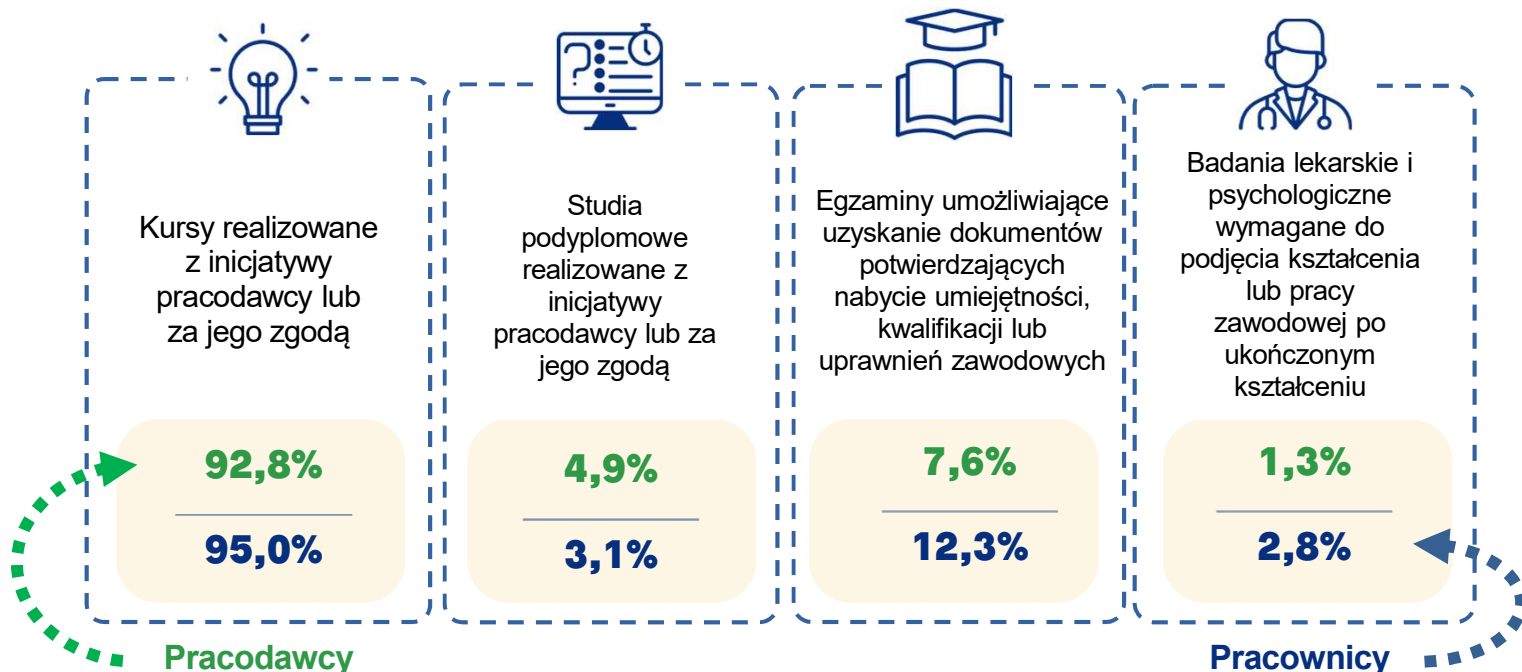 Kursy realizowane
z inicjatywy
pracodawcy lub
za jego zgodą
92,8%
95,0%
Studia
podyplomowe
realizowane z
inicjatywy
pracodawcy lub za
jego zgodą
4,9%
3,1%
Egzaminy umożliwiające
uzyskanie dokumentów
potwierdzających
nabycie umiejętności,
kwalifikacji lub
uprawnień zawodowych
7,6%
12,3%
Badania lekarskie i
psychologiczne
wymagane do
podjęcia kształcenia
lub pracy
zawodowej po
ukończonym
kształceniu
1,3%
2,8%
Pracodawcy
Pracownicy